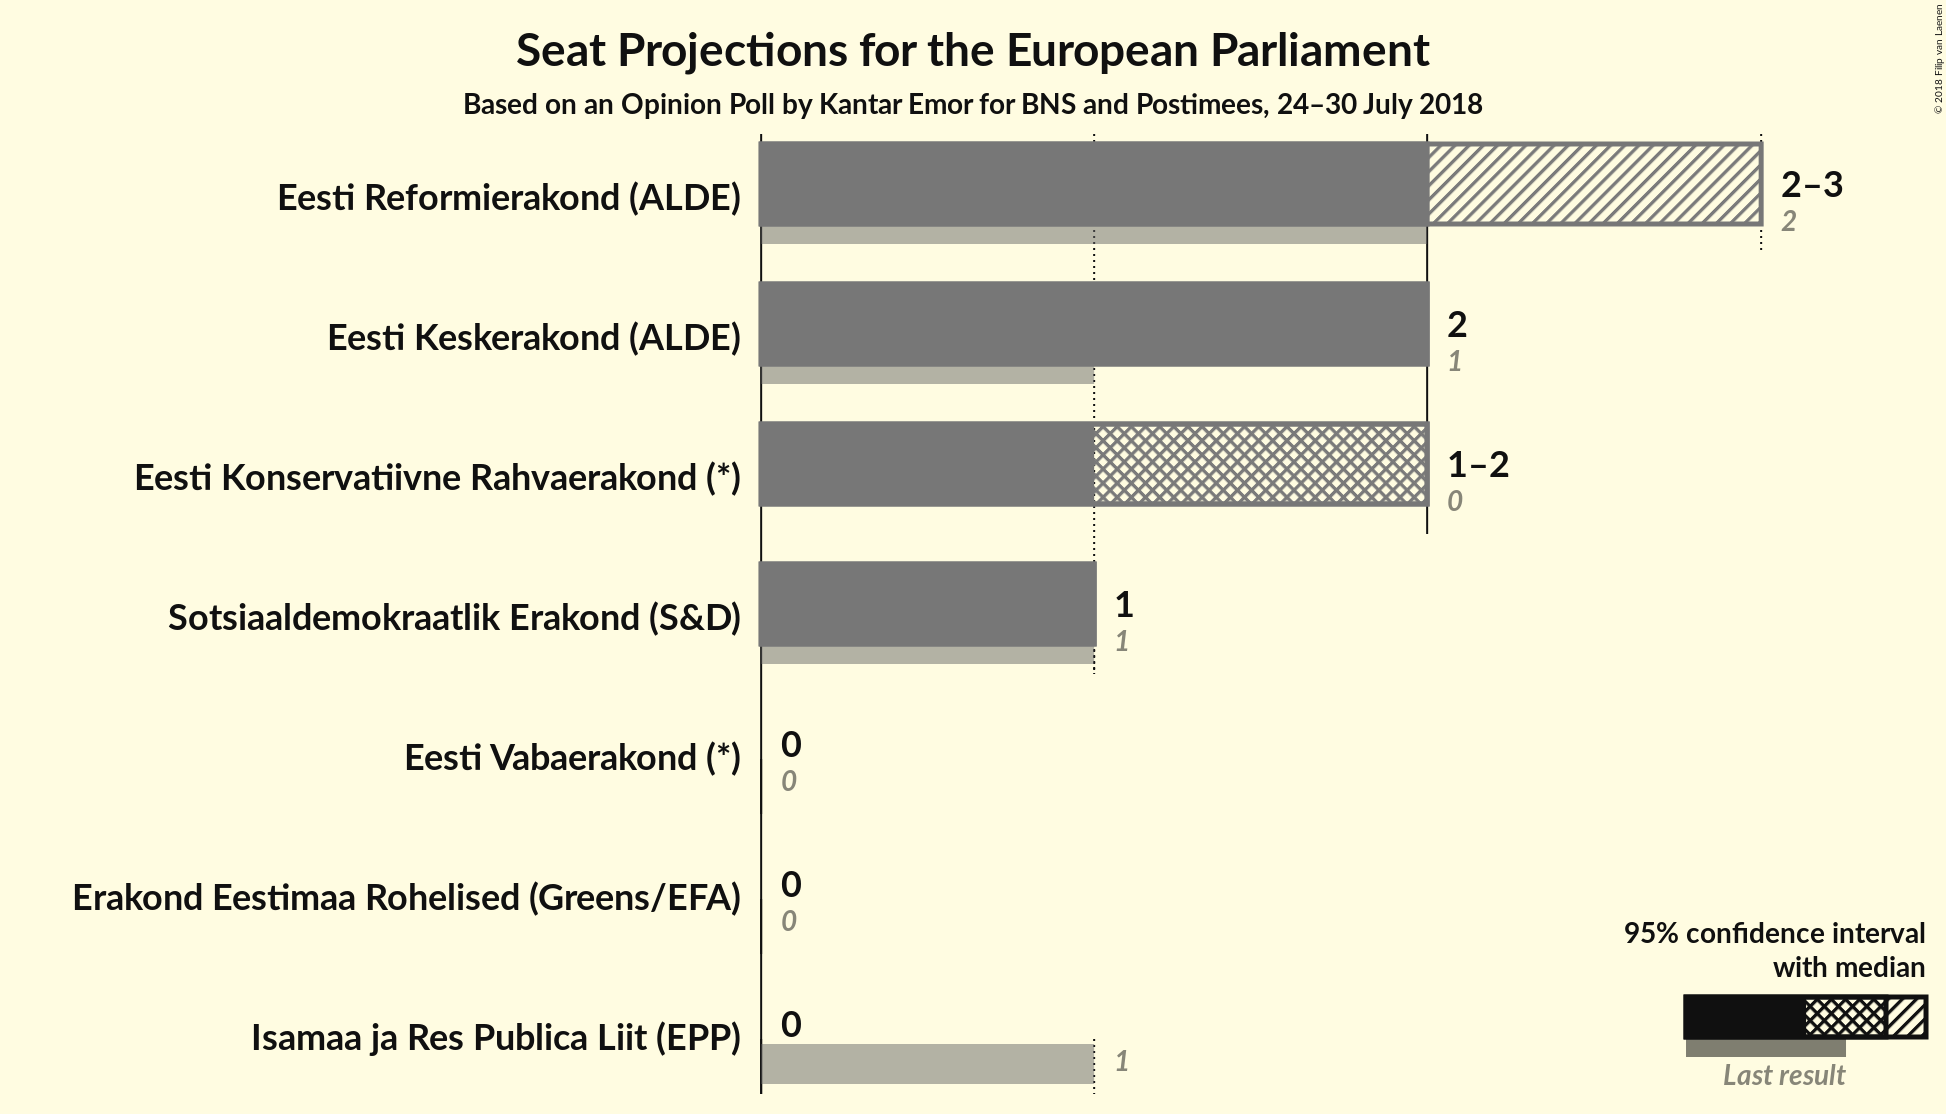 Seat Projections for the European Parliament
Based on an Opinion Poll by Kantar Emor for BNS and Postimees, 24–30 July 2018
© 2018 Filip van Laenen
Eesti Reformierakond (ALDE)
2–3
2
Eesti Keskerakond (ALDE)
2
1
Eesti Konservatiivne Rahvaerakond (*)
1–2
0
Sotsiaaldemokraatlik Erakond (S&D)
1
1
Eesti Vabaerakond (*)
0
0
Erakond Eestimaa Rohelised (Greens/EFA)
0
0
Isamaa ja Res Publica Liit (EPP)
0
1
95% confidence interval
with median
Last result